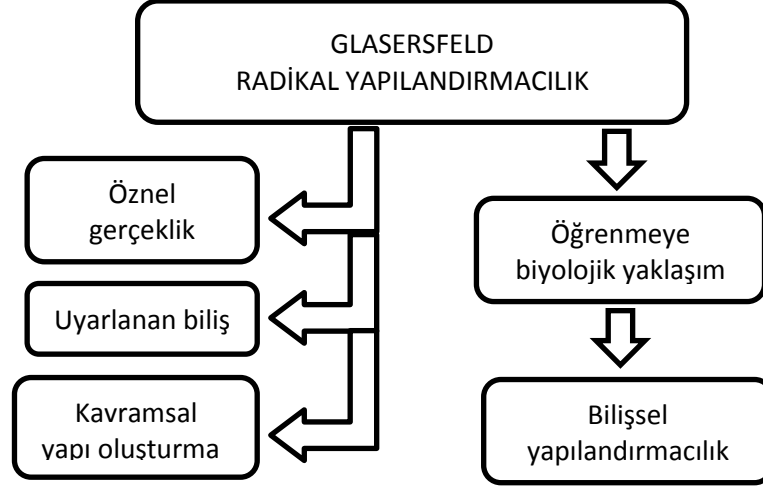 GLASERSFELD
RADİKAL YAPILANDIRMACILIK
Öznel
gerçeklik
Uyarlanan biliş
Kavramsal
yapı oluşturma
Öğrenmeye
biyolojik yaklaşım
Bilişsel
yapılandırmacılık